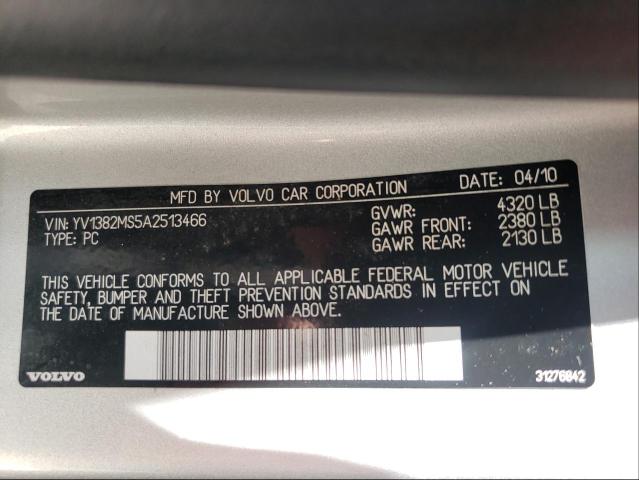 MFD BY VOLVO CAR CORPORATION DATE: 04/10
VIN: YV1382MS5A2513466 GVWR: 4320 LB
TYPE: PC GAWR FRONT: 2380 LB
GAWR REAR: 2130 LB
THIS VEHICLE CONFORMS TO ALL APPLICABLE FEDERAL MOTOR VEHICLE
SAFETY, BUMPER AND THEFT PREVENTION STANDARDS IN EFFECT ON
THE DATE OF MANUFACTURE SHOWN ABOVE.
VOLVO 31276842